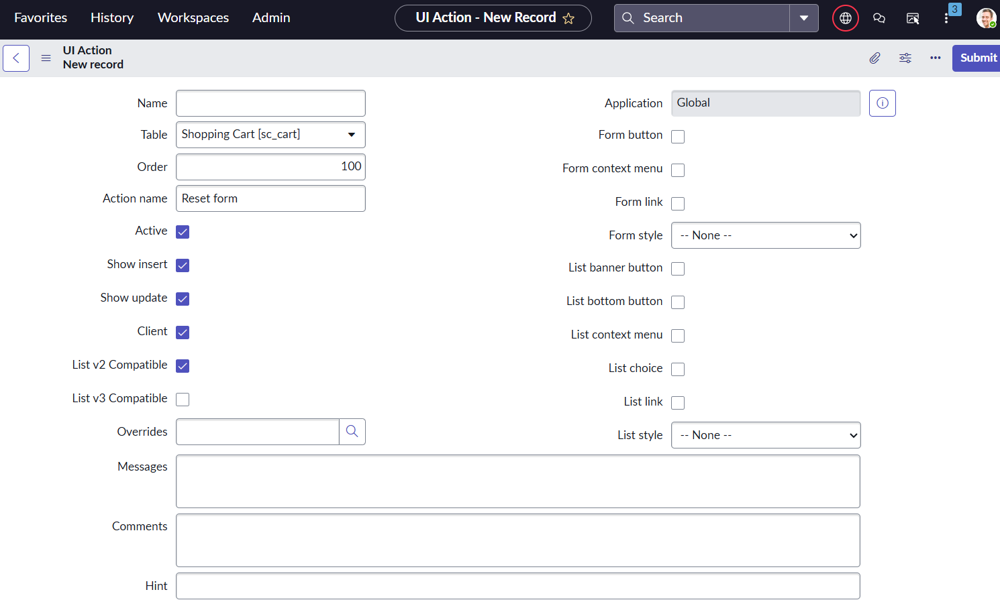 Favorites
History
Workspaces
Admin
UI Action - New Record
Search
3
UI Action
New record
Submit
Name
Application
Global
Table
Shopping Cart [sc_cart]
Form button
Order
100
Form context menu
Action name
Reset form
Form link
Active
Form style
-- None --
Show insert
List banner button
Show update
List bottom button
Client
List context menu
List v2 Compatible
List choice
List v3 Compatible
List link
Overrides
List style
-- None --
Messages
Comments
Hint